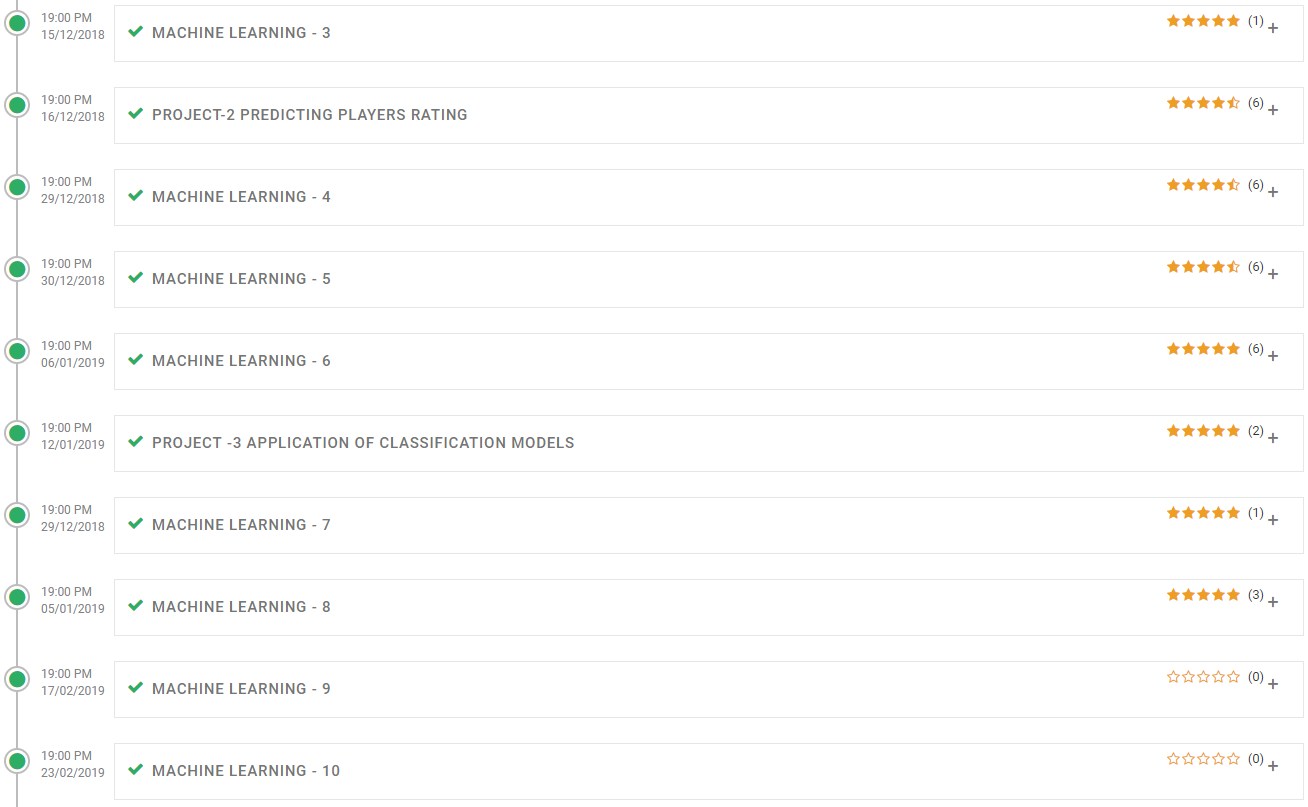 19:00 PM
15/12/2018
MACHINE LEARNING - 3
(1)
+
19:00 PM
16/12/2018
PROJECT-2 PREDICTING PLAYERS RATING
(6)
+
19:00 PM
29/12/2018
MACHINE LEARNING - 4
(6)
+
19:00 PM
30/12/2018
MACHINE LEARNING - 5
(6)
+
19:00 PM
06/01/2019
MACHINE LEARNING - 6
(6)
+
19:00 PM
12/01/2019
PROJECT -3 APPLICATION OF CLASSIFICATION MODELS
(2)
+
19:00 PM
29/12/2018
MACHINE LEARNING - 7
(1)
+
19:00 PM
05/01/2019
MACHINE LEARNING - 8
(3)
+
19:00 PM
17/02/2019
MACHINE LEARNING - 9
(0)
+
19:00 PM
23/02/2019
MACHINE LEARNING - 10
(0)
+